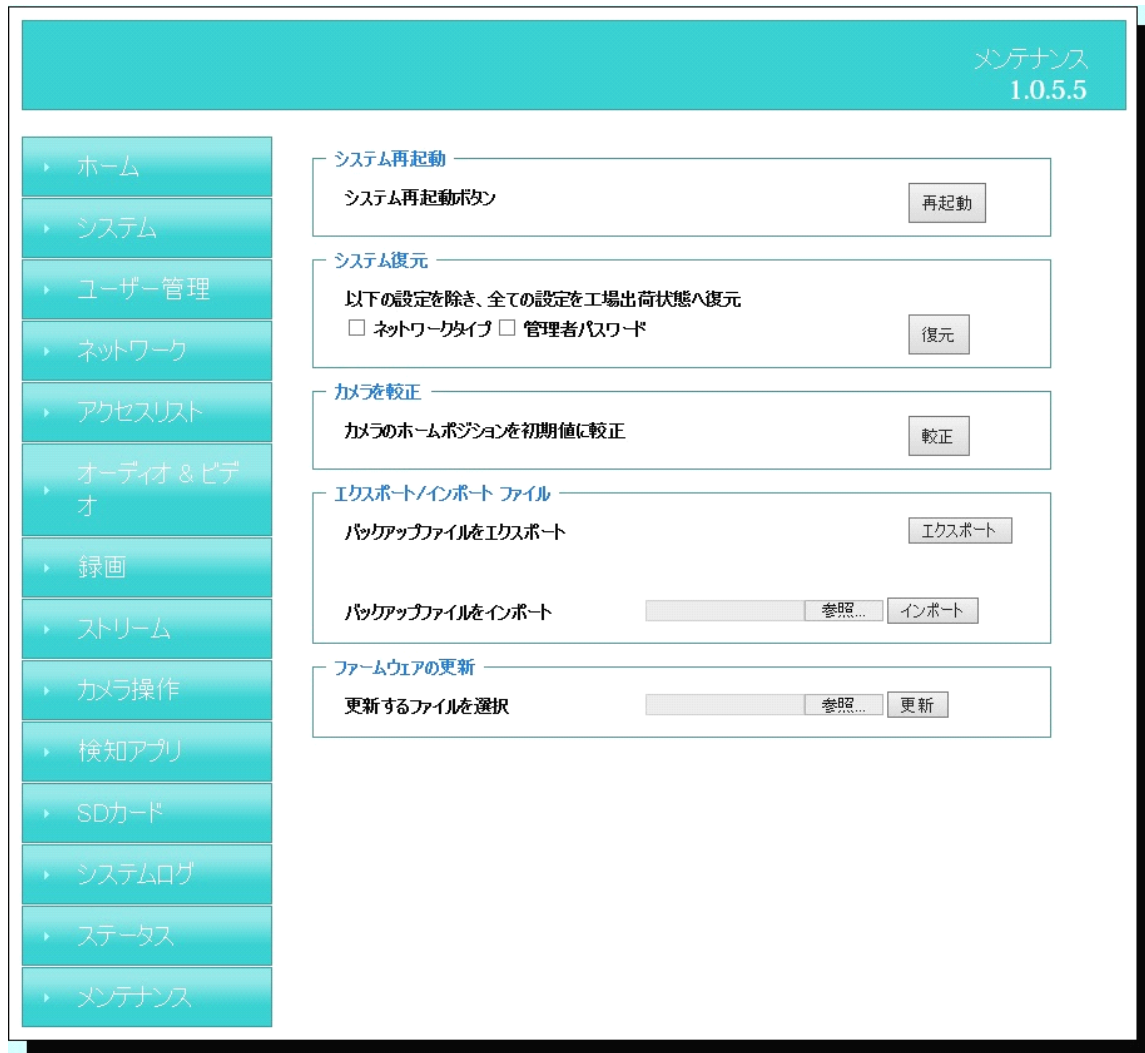 メンテナンス
1.0.5.5
ホーム
システム
ユーザー管理
ネットワーク
アクセスリスト
オーディオ & ビデ
オ
録画
ストリーム
カメラ操作
検知アプリ
SDカード
システムログ
ステータス
メンテナンス
システム再起動
システム再起動ボタン
再起動
システム復元
以下の設定を除き、全ての設定を工場出荷状態へ復元
ネットワークタイプ 管理者パスワード
復元
カメラを較正
カメラのホームポジションを初期値に較正
較正
エクスポート/インポート ファイル
バックアップファイルをエクスポート
エクスポート
バックアップファイルをインポート
参照... インポート
ファームウェアの更新
更新するファイルを選択
参照... 更新